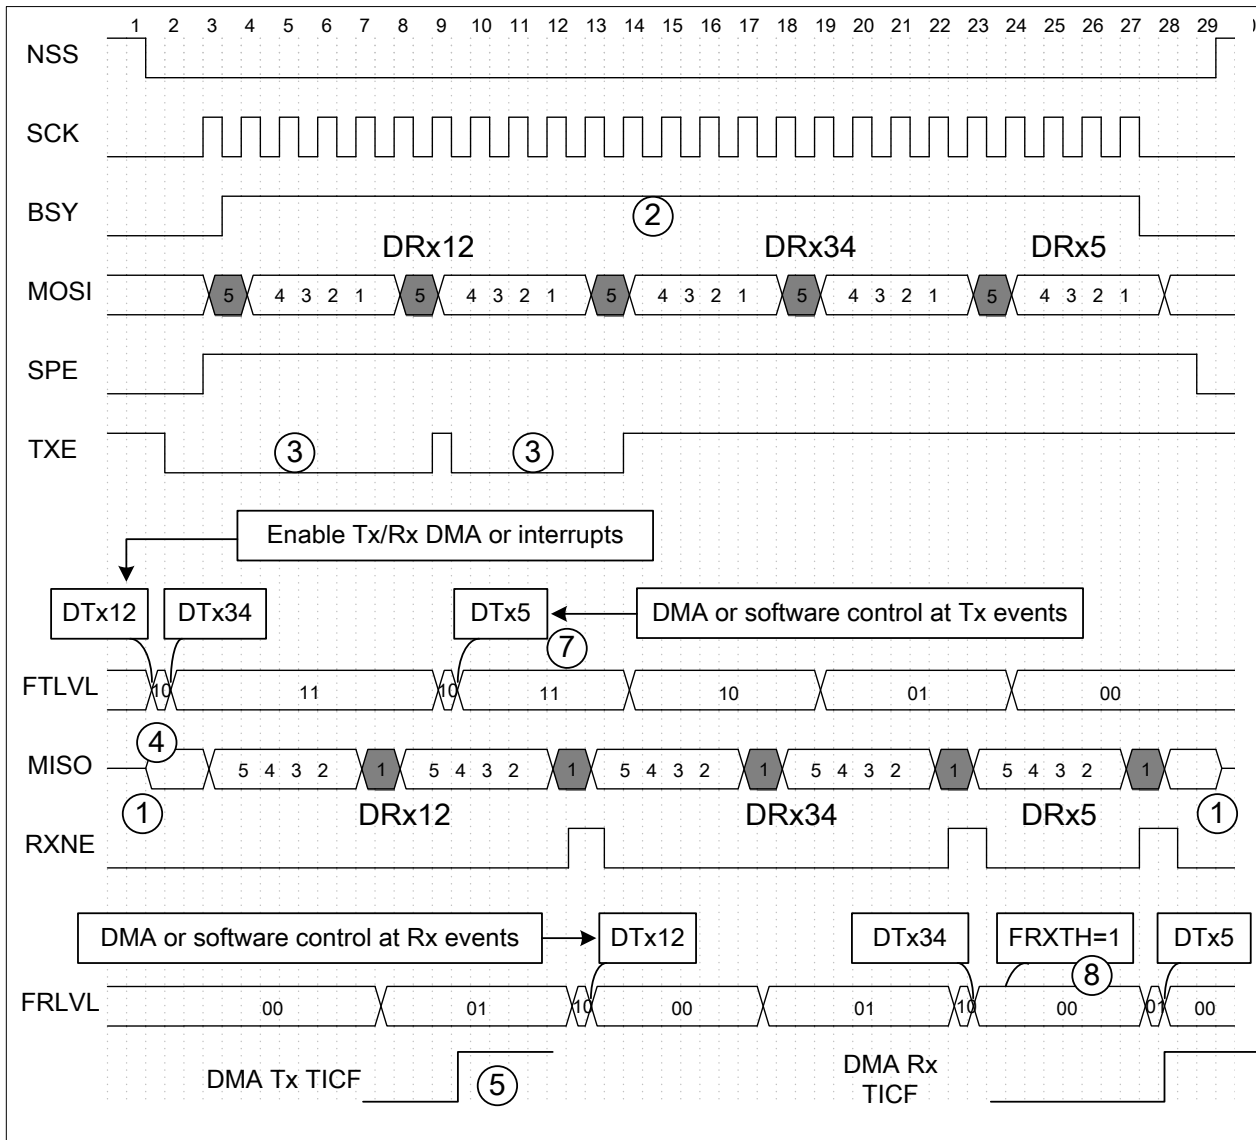 1 2 3 4 5 6 7 8 9 10 11 12 13 14 15 16 17 18 19 20 21 22 23 24 25 26 27 28 29
NSS
SCK
BSY
2
DRx12 DRx34 DRx5
MOSI 5 4 3 2 1 5 4 3 2 1 5 4 3 2 1 5 4 3 2 1 5 4 3 2 1
SPE
TXE 3 3
Enable Tx/Rx DMA or interrupts
DTx12 DTx34 DTx5 DMA or software control at Tx events
7
FTLVL 10 11 10 11 10 01 00
4
MISO 5 4 3 2 1 5 4 3 2 1 5 4 3 2 1 5 4 3 2 1 5 4 3 2 1
1 DRx12 DRx34 DRx5 1
RXNE
DMA or software control at Rx events DTx12 DTx34 FRXTH=1 DTx5
8
FRLVL 00 01 10 00 01 10 00 01 00
DMA Tx TICF 5
DMA Rx
TICF